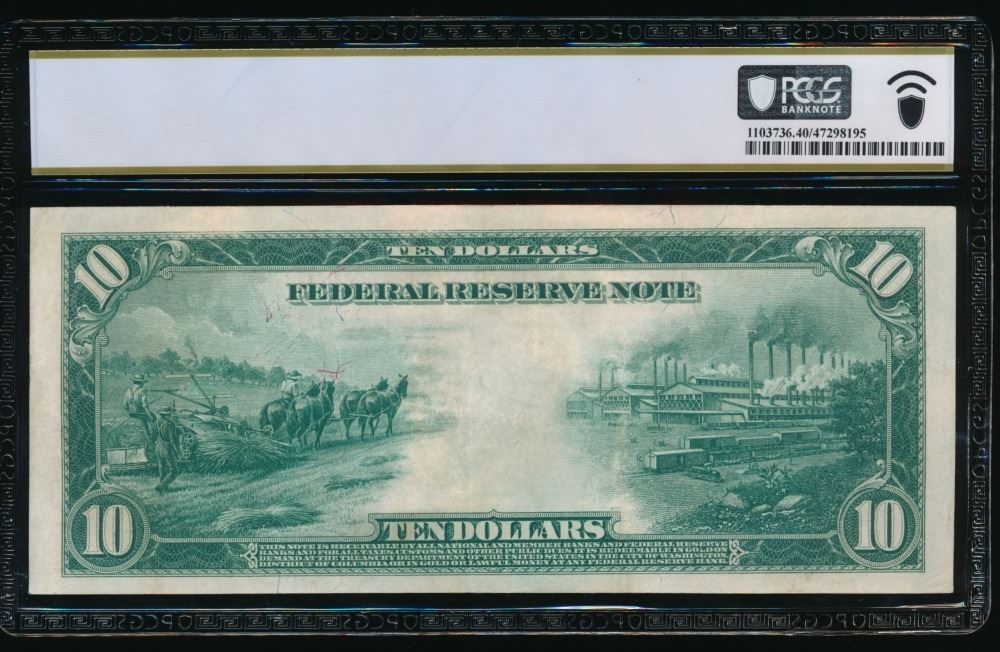 PCGS
BANKNOTE
1103736.40/47298195
10 TEN DOLLARS 10
FEDERAL RESERVE NOTE
10 TEN DOLLARS 10
THIS NOTE IS RECEIVABLE BY ALL NATIONAL AND MEMBER BANKS AND FEDERAL RESERVE
BANKS AND FOR ALL TAXES, CUSTOMS AND OTHER PUBLIC DUES. IT IS REDEEMABLE IN GOLD ON
DEMAND AT THE TREASURY DEPARTMENT OF THE UNITED STATES IN THE CITY OF WASHINGTON,
DISTRICT OF COLUMBIA OR IN GOLD OR LAWFUL MONEY AT ANY FEDERAL RESERVE BANK.